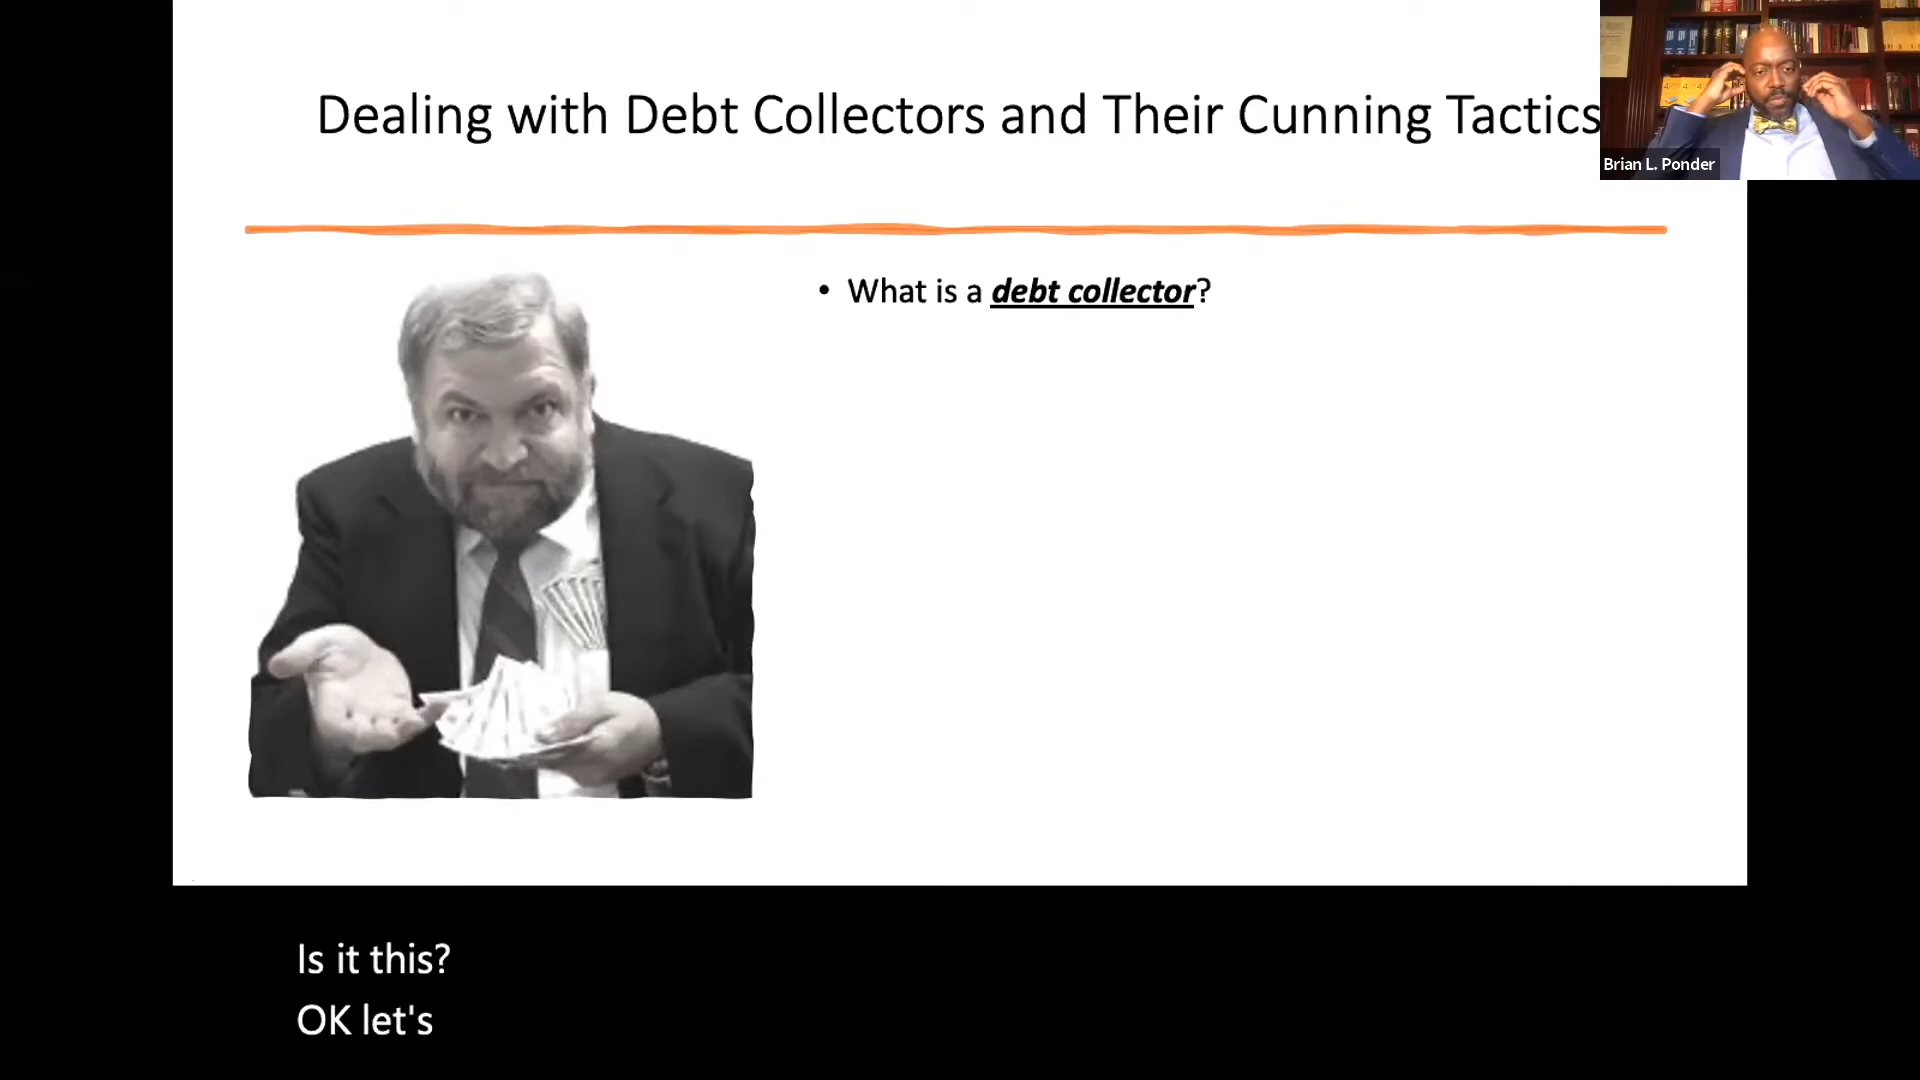 Dealing with Debt Collectors and Their Cunning Tactics
Brian L. Ponder
• What is a debt collector?
Is it this?
OK let's